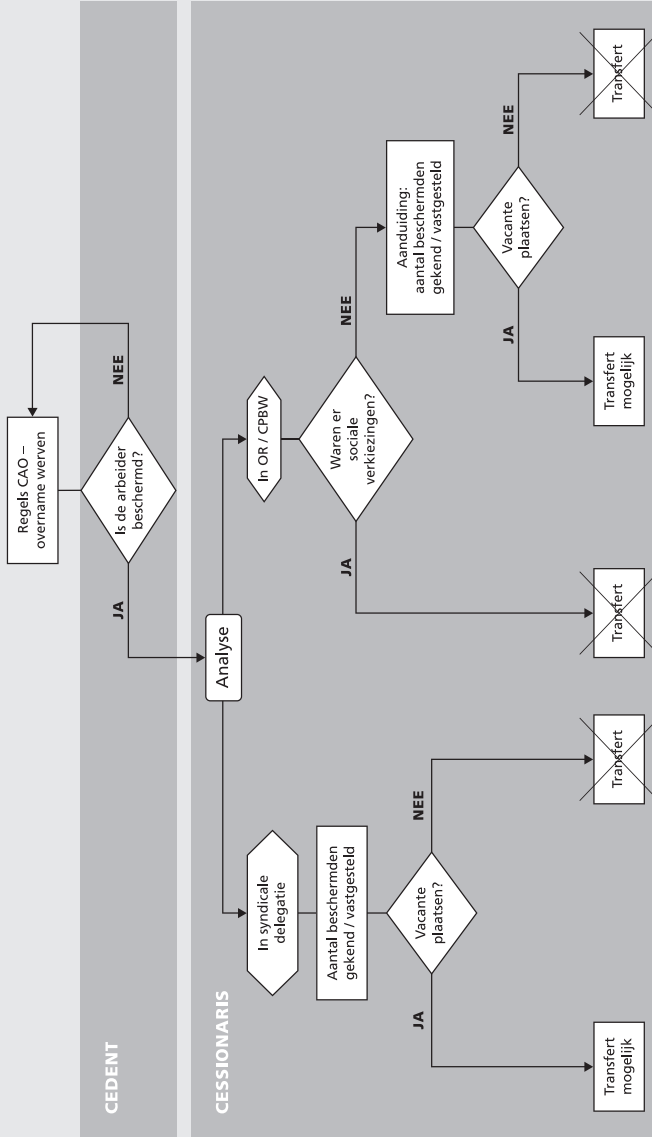 Regels CAO –
overname werven
CEDENT
Is de arbeider
beschermd?
JA
NEE
CESSIONARIS
Analyse
In syndicale
delegatie
Aantal beschermden
gekend / vastgesteld
Vacante
plaatsen?
JA
NEE
Transfert
mogelijk
Transfert
In OR / CPBW
Waren er
sociale
verkiezingen?
JA
NEE
Transfert
Aanduiding:
aantal beschermden
gekend / vastgesteld
Vacante
plaatsen?
JA
NEE
Transfert
mogelijk
Transfert